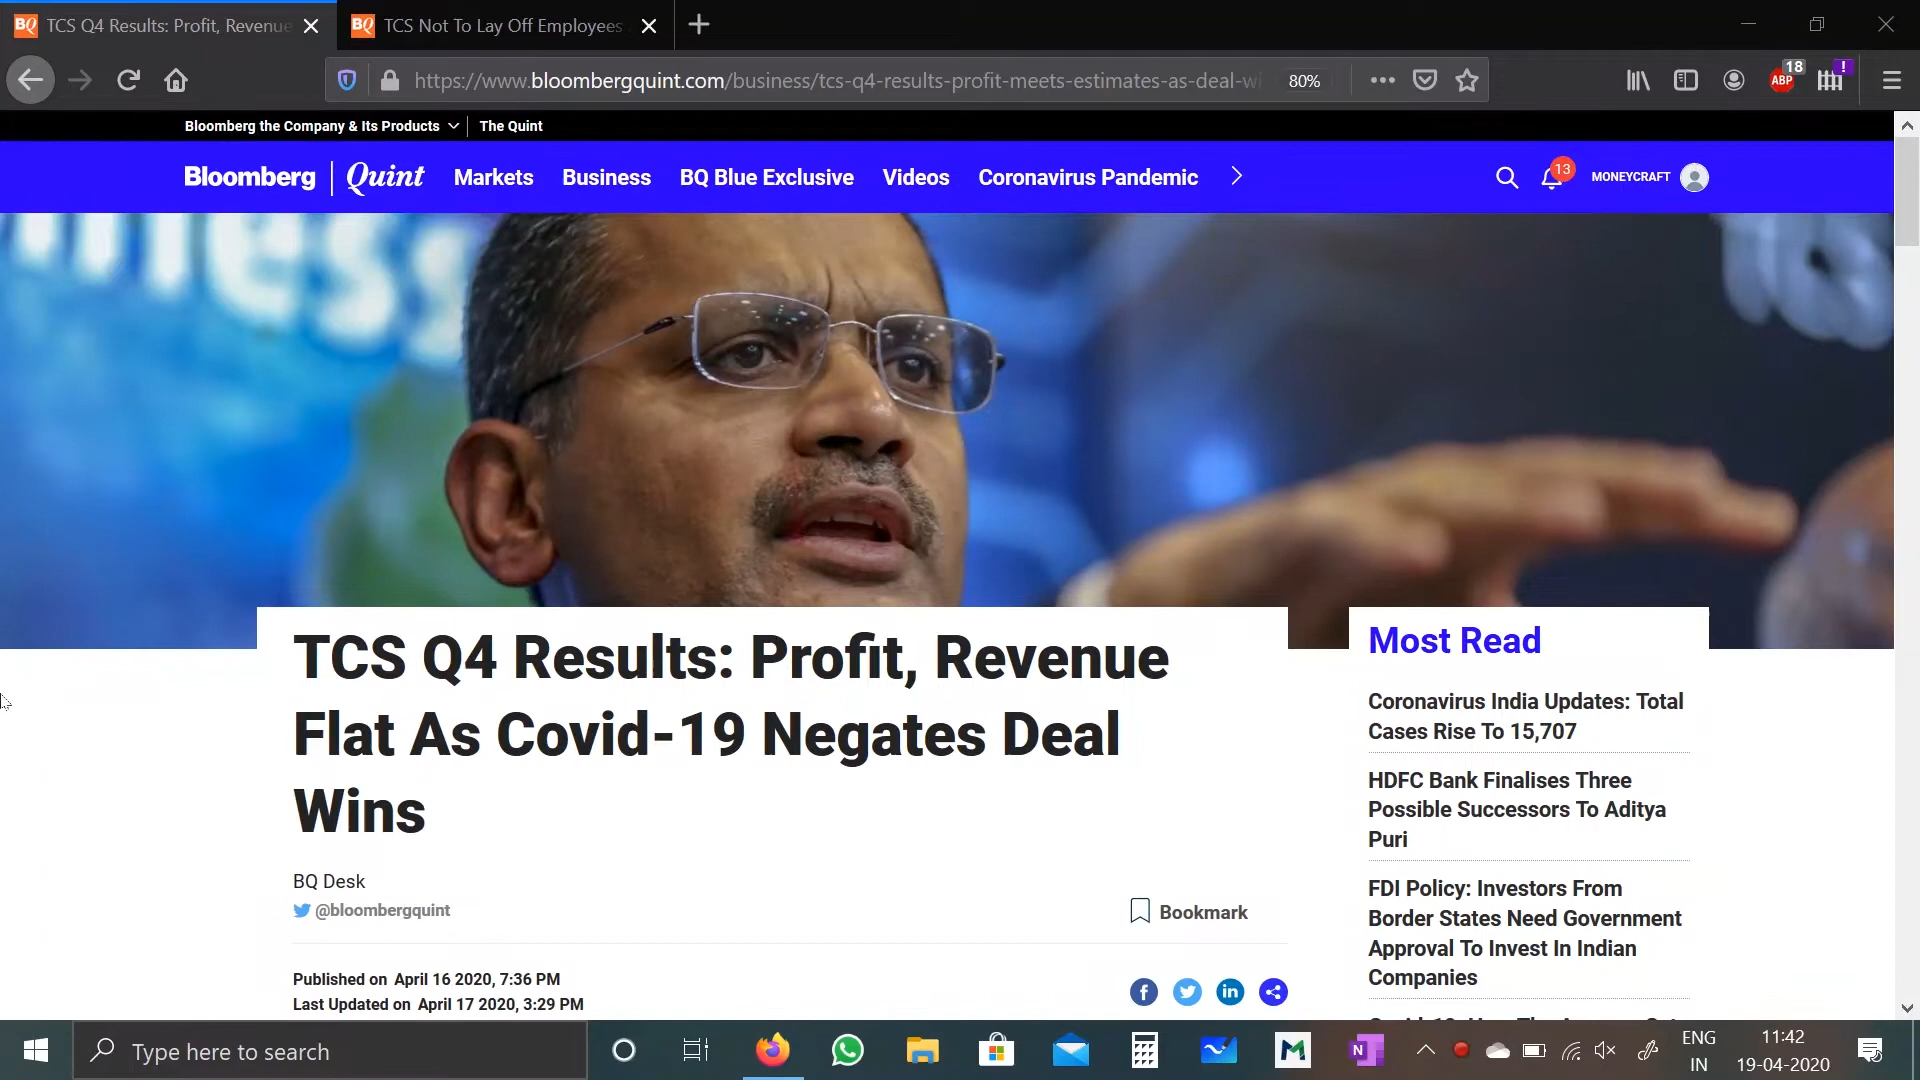 TCS Q4 Results: Profit, Revenue
TCS Not To Lay Off Employees
https://www.bloombergquint.com/business/tcs-q4-results-profit-meets-estimates-as-deal-wi
80%
ABP
18
!
Bloomberg the Company & Its Products
The Quint
Bloomberg | Quint
Markets
Business
BQ Blue Exclusive
Videos
Coronavirus Pandemic
13
MONEYCRAFT
TCS Q4 Results: Profit, Revenue
Flat As Covid-19 Negates Deal
Wins
BQ Desk
@bloombergquint
Bookmark
Published on April 16 2020, 7:36 PM
Last Updated on April 17 2020, 3:29 PM
Most Read
Coronavirus India Updates: Total
Cases Rise To 15,707
HDFC Bank Finalises Three
Possible Successors To Aditya
Puri
FDI Policy: Investors From
Border States Need Government
Approval To Invest In Indian
Companies
Type here to search
ENG
IN
11:42
19-04-2020